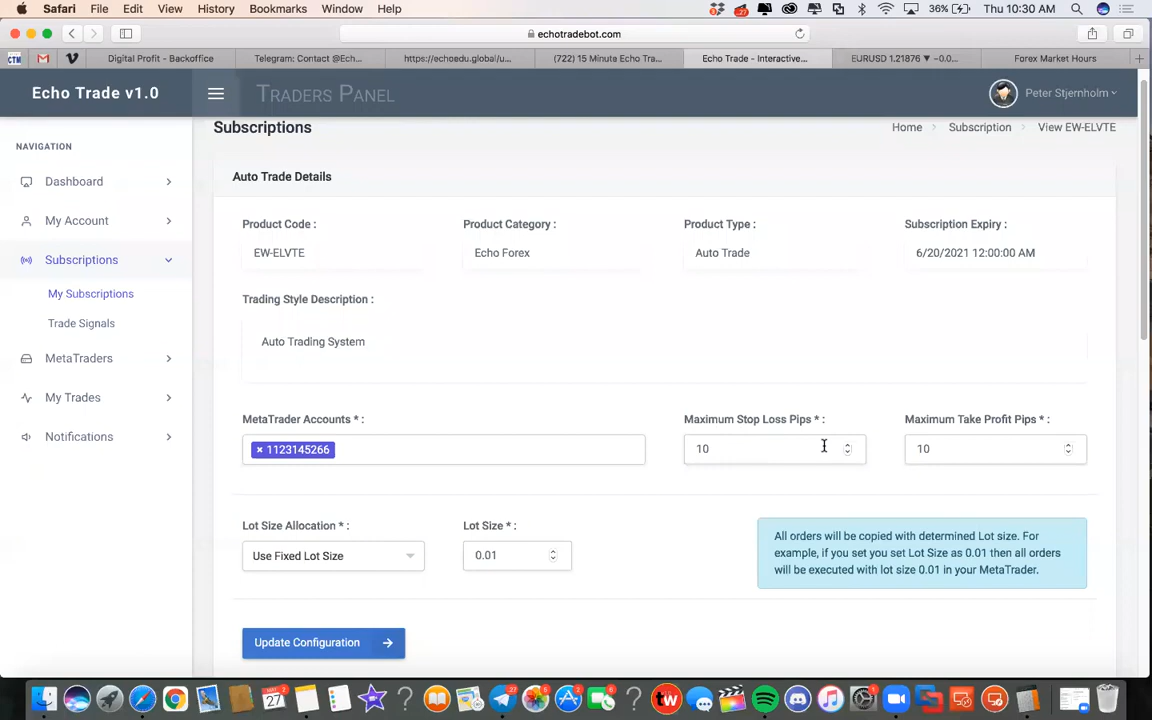 Safari File Edit View History Bookmarks Window Help 36% Thu 10:30 AM
echotradebot.com
CTM Digital Profit - Backoffice Telegram: Contact @Ech... https://echoedu.global/u... (722) 15 Minute Echo Tra... Echo Trade - Interactive... EURUSD 1.21876 ▼ -0.0... Forex Market Hours
Echo Trade v1.0 TRADERS PANEL Peter Stjernholm
Subscriptions Home Subscription View EW-ELVTE
NAVIGATION
Dashboard
My Account
Subscriptions
My Subscriptions
Trade Signals
MetaTraders
My Trades
Notifications
Auto Trade Details
Product Code : Product Category : Product Type : Subscription Expiry :
EW-ELVTE Echo Forex Auto Trade 6/20/2021 12:00:00 AM
Trading Style Description :
Auto Trading System
MetaTrader Accounts * : Maximum Stop Loss Pips * : Maximum Take Profit Pips * :
× 1123145266 10 10
Lot Size Allocation * : Lot Size * :
Use Fixed Lot Size 0.01
All orders will be copied with determined Lot size. For
example, if you set you set Lot Size as 0.01 then all orders
will be executed with lot size 0.01 in your MetaTrader.
Update Configuration →